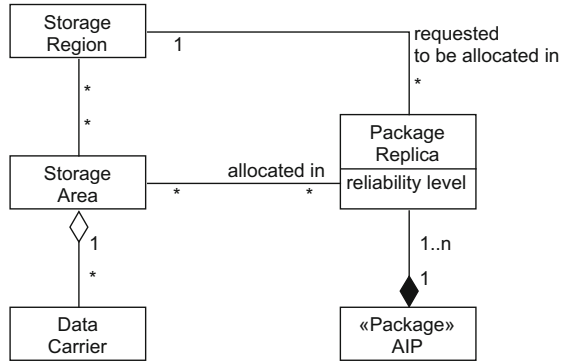 Storage
Region
1
requested
to be allocated in
*
*
*
Package
Replica
reliability level
Storage
Area
allocated in
*
*
1
*
1..n
1
Data
Carrier
«Package»
AIP